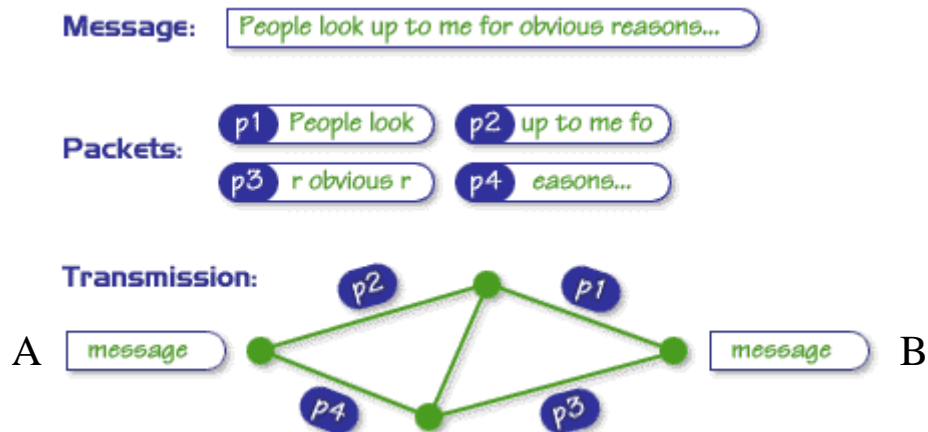 Message: People look up to me for obvious reasons...
Packets:
p1 People look p2 up to me fo
p3 r obvious r p4 easons...
Transmission:
p2 p1
A message message B
p4 p3